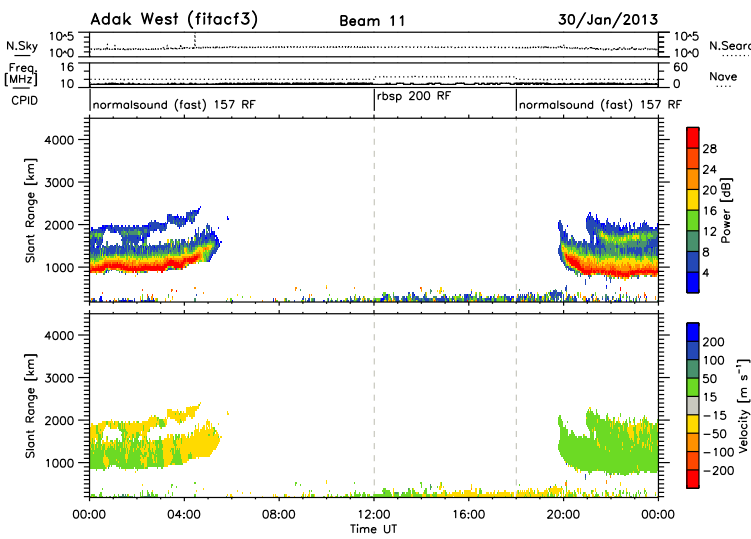 Adak West (fitacf3) Beam 11 30/Jan/2013
N.Sky 10^5 10^0 10^5 10^0 N.Sear
Freq. [MHz] 16 10 60 0 Nave
CPID normalsound (fast) 157 RF rbsp 200 RF normalsound (fast) 157 RF
Slant Range [km]
4000
3000
2000
1000
28
24
20
16
12
8
4
Power [dB]
Slant Range [km]
4000
3000
2000
1000
200
100
50
15
-15
-50
-100
-200
Velocity [m s⁻¹]
00:00 04:00 08:00 12:00 16:00 20:00 00:00
Time UT